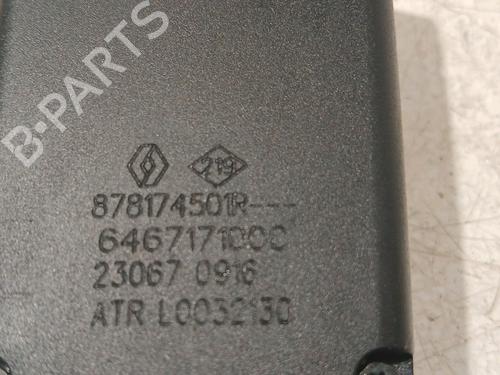 B-PARTS
219
878174501R---
6467171000
23067 0916
ATR L0032130